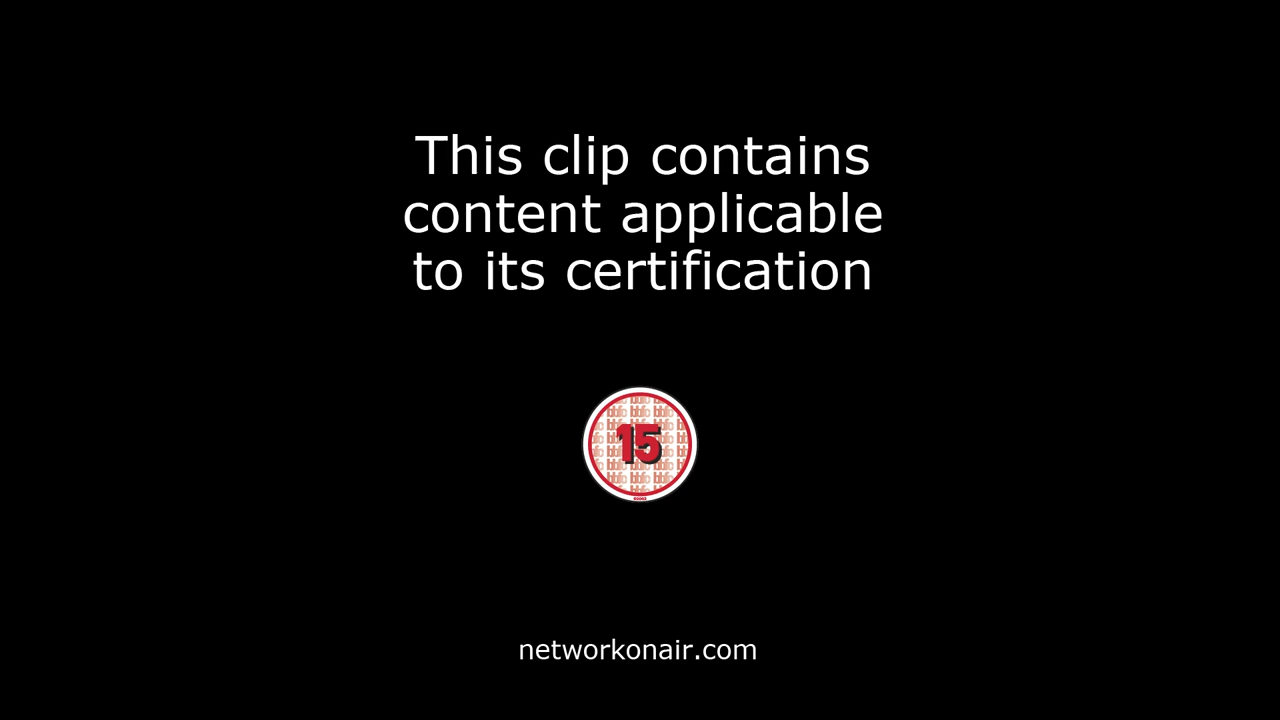 This clip contains
content applicable
to its certification
15
networkonair.com